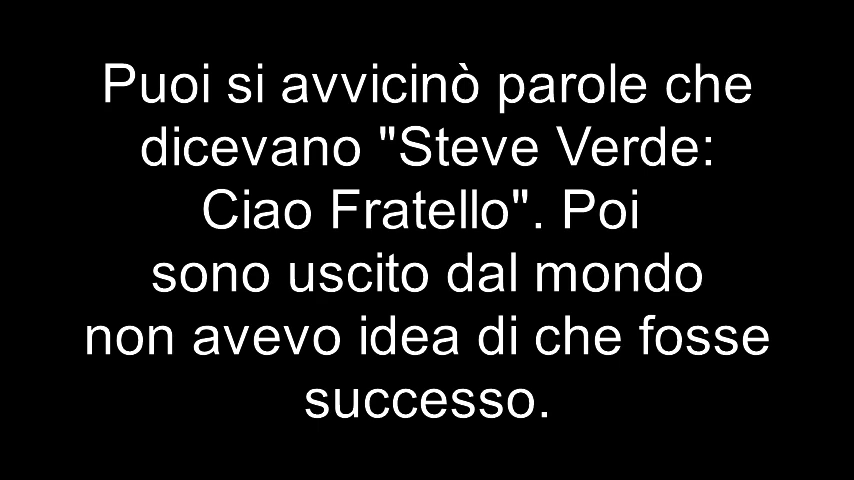 Puoi si avvicinò parole che
dicevano "Steve Verde:
Ciao Fratello". Poi
sono uscito dal mondo
non avevo idea di che fosse
successo.